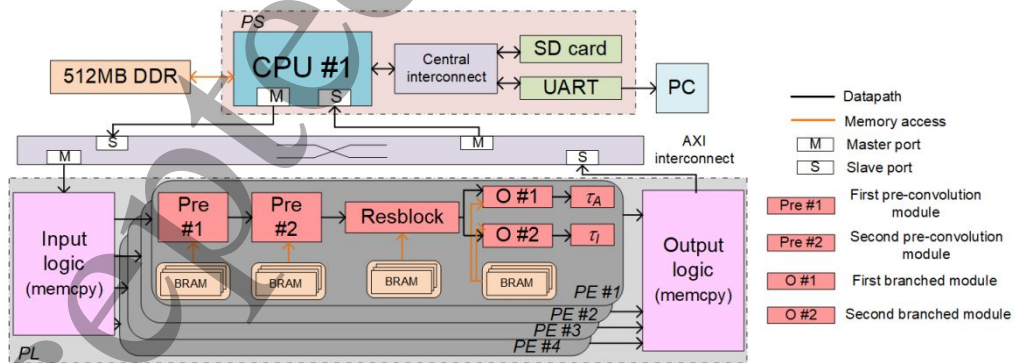 PS
512MB DDR
CPU #1
M
S
Central
interconnect
SD card
UART
PC
S
M
M
S
AXI
interconnect
Datapath
Memory access
M
Master port
S
Slave port
Pre #1
First pre-convolution
module
Pre #2
Second pre-convolution
module
O #1
First branched module
O #2
Second branched module
Input
logic
(memcpy)
Pre
#1
Pre
#2
Resblock
O #1
τA
O #2
τI
BRAM
BRAM
BRAM
BRAM
PE #1
PE #2
PE #3
PE #4
Output
logic
(memcpy)
PL